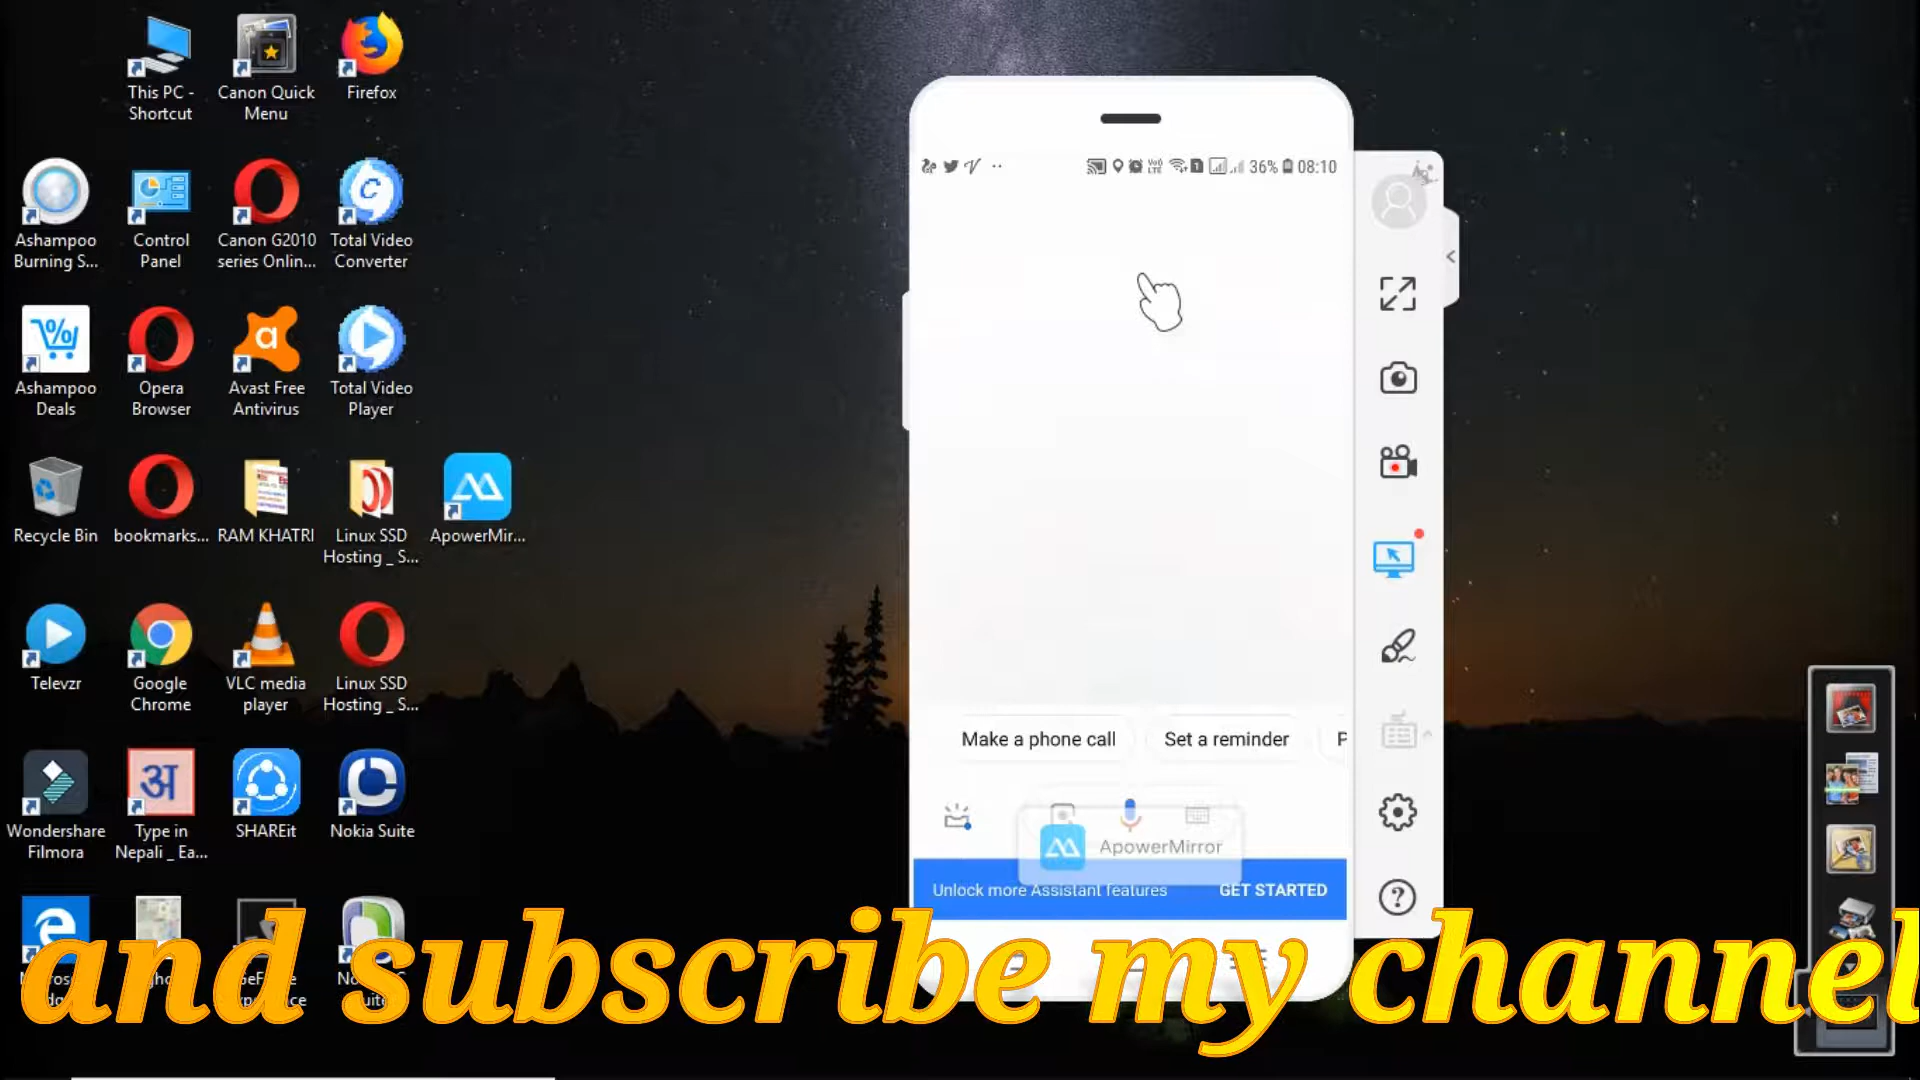 This PC -
Shortcut
Canon Quick
Menu
Firefox
Ashampoo
Burning S...
Control
Panel
Canon G2010
series Onlin...
Total Video
Converter
Ashampoo
Deals
Opera
Browser
Avast Free
Antivirus
Total Video
Player
Recycle Bin
bookmarks...
RAM KHATRI
Linux SSD
Hosting _ S...
ApowerMir...
Televzr
Google
Chrome
VLC media
player
Linux SSD
Hosting _ S...
Wondershare
Filmora
अ
Type in
Nepali _ Ea...
SHAREit
Nokia Suite
36% 08:10
Make a phone call
Set a reminder
P
ApowerMirror
Unlock more Assistant features
GET STARTED
and subscribe my channel